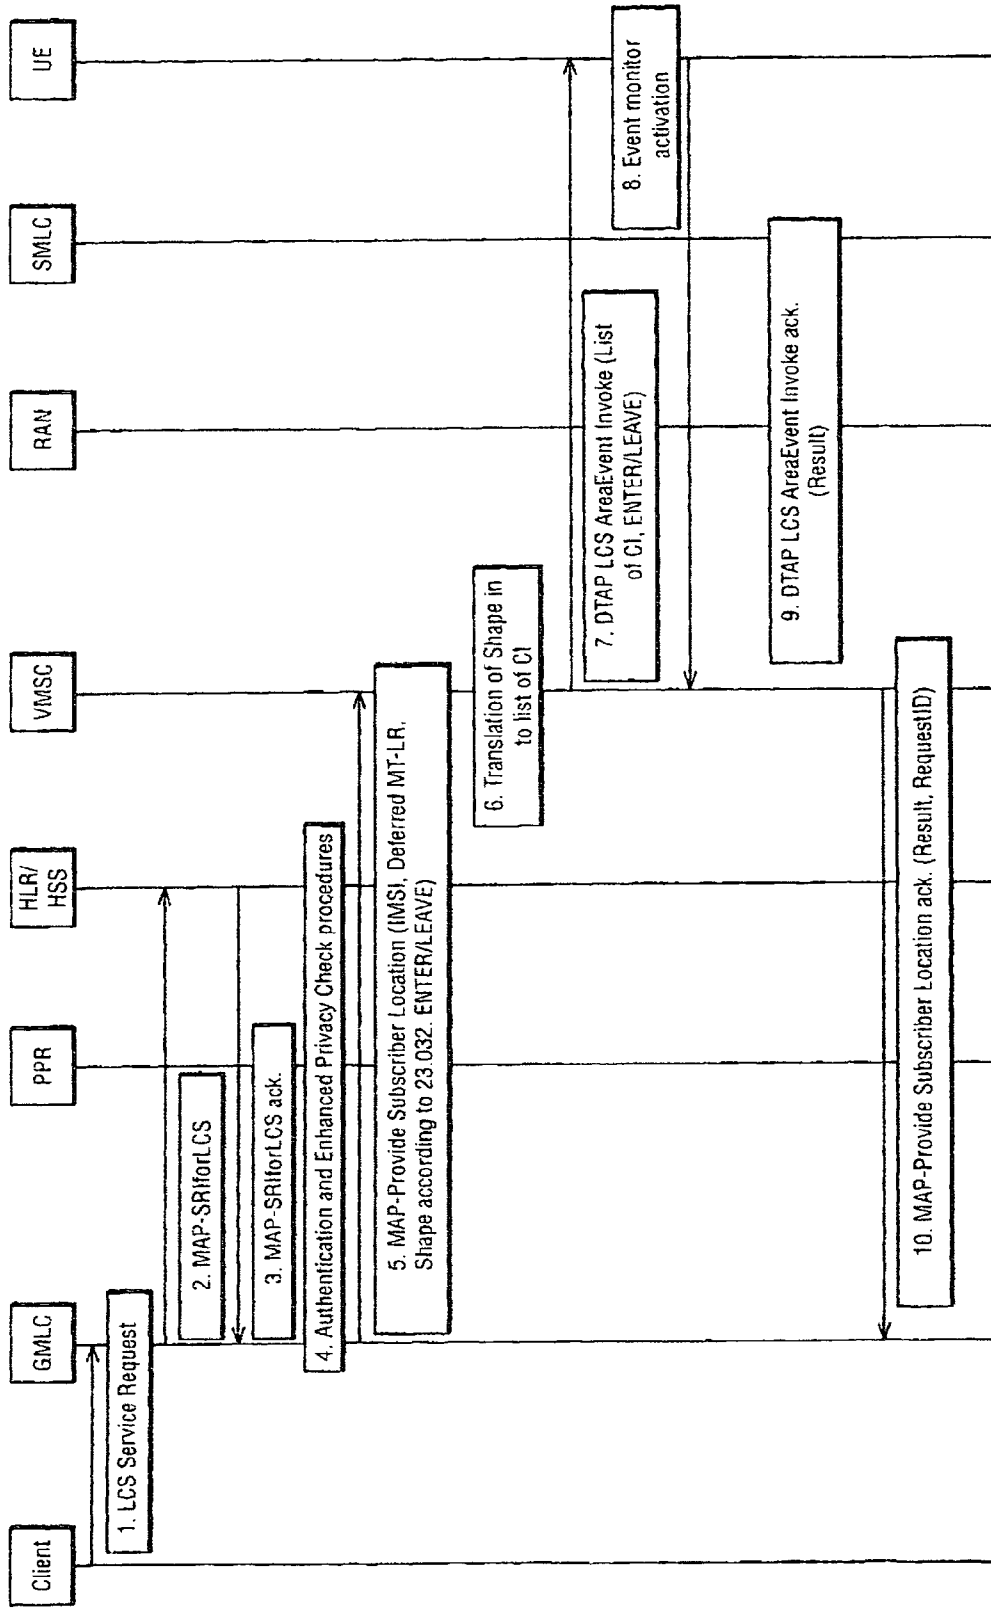 Client
GMLC
PPR
HLR/
HSS
VMSC
RAN
SMLC
UE
1. LCS Service Request
2. MAP-SRIforLCS
3. MAP-SRIforLCS ack.
4. Authentication and Enhanced Privacy Check procedures
5. MAP-Provide Subscriber Location (IMSI, Deferred MT-LR,
Shape according to 23.032. ENTER/LEAVE)
6. Translation of Shape in
to list of CI
7. DTAP LCS AreaEvent Invoke (List
of CI, ENTER/LEAVE)
8. Event monitor
activation
9. DTAP LCS AreaEvent Invoke ack.
(Result)
10. MAP-Provide Subscriber Location ack. (Result, RequestID)